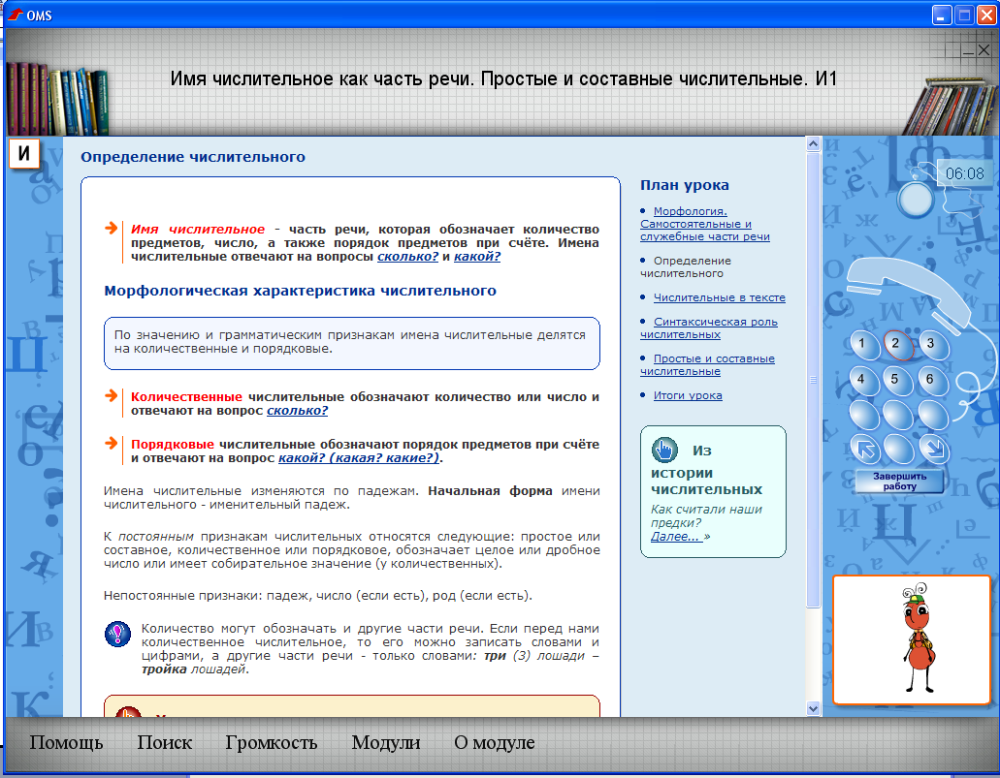 OMS
Имя числительное как часть речи. Простые и составные числительные. И1
И
06:08
Определение числительного
Имя числительное - часть речи, которая обозначает количество
предметов, число, а также порядок предметов при счёте. Имена
числительные отвечают на вопросы сколько? и какой?
Морфологическая характеристика числительного
По значению и грамматическим признакам имена числительные делятся
на количественные и порядковые.
Количественные числительные обозначают количество или число и
отвечают на вопрос сколько?
Порядковые числительные обозначают порядок предметов при счёте
и отвечают на вопрос какой? (какая? какие?).
Имена числительные изменяются по падежам. Начальная форма имени
числительного - именительный падеж.
К постоянным признакам числительных относятся следующие: простое или
составное, количественное или порядковое, обозначает целое или дробное
число или имеет собирательное значение (у количественных).
Непостоянные признаки: падеж, число (если есть), род (если есть).
Количество могут обозначать и другие части речи. Если перед нами
количественное числительное, то его можно записать словами и
цифрами, а другие части речи - только словами: три (3) лошади –
тройка лошадей.
План урока
Морфология.
Самостоятельные и
служебные части речи
Определение
числительного
Числительные в тексте
Синтаксическая роль
числительных
Простые и составные
числительные
Итоги урока
Из
истории
числительных
Как считали наши
предки?
Далее... »
1 2 3
4 5 6
Завершить
работу
Помощь Поиск Громкость Модули О модуле